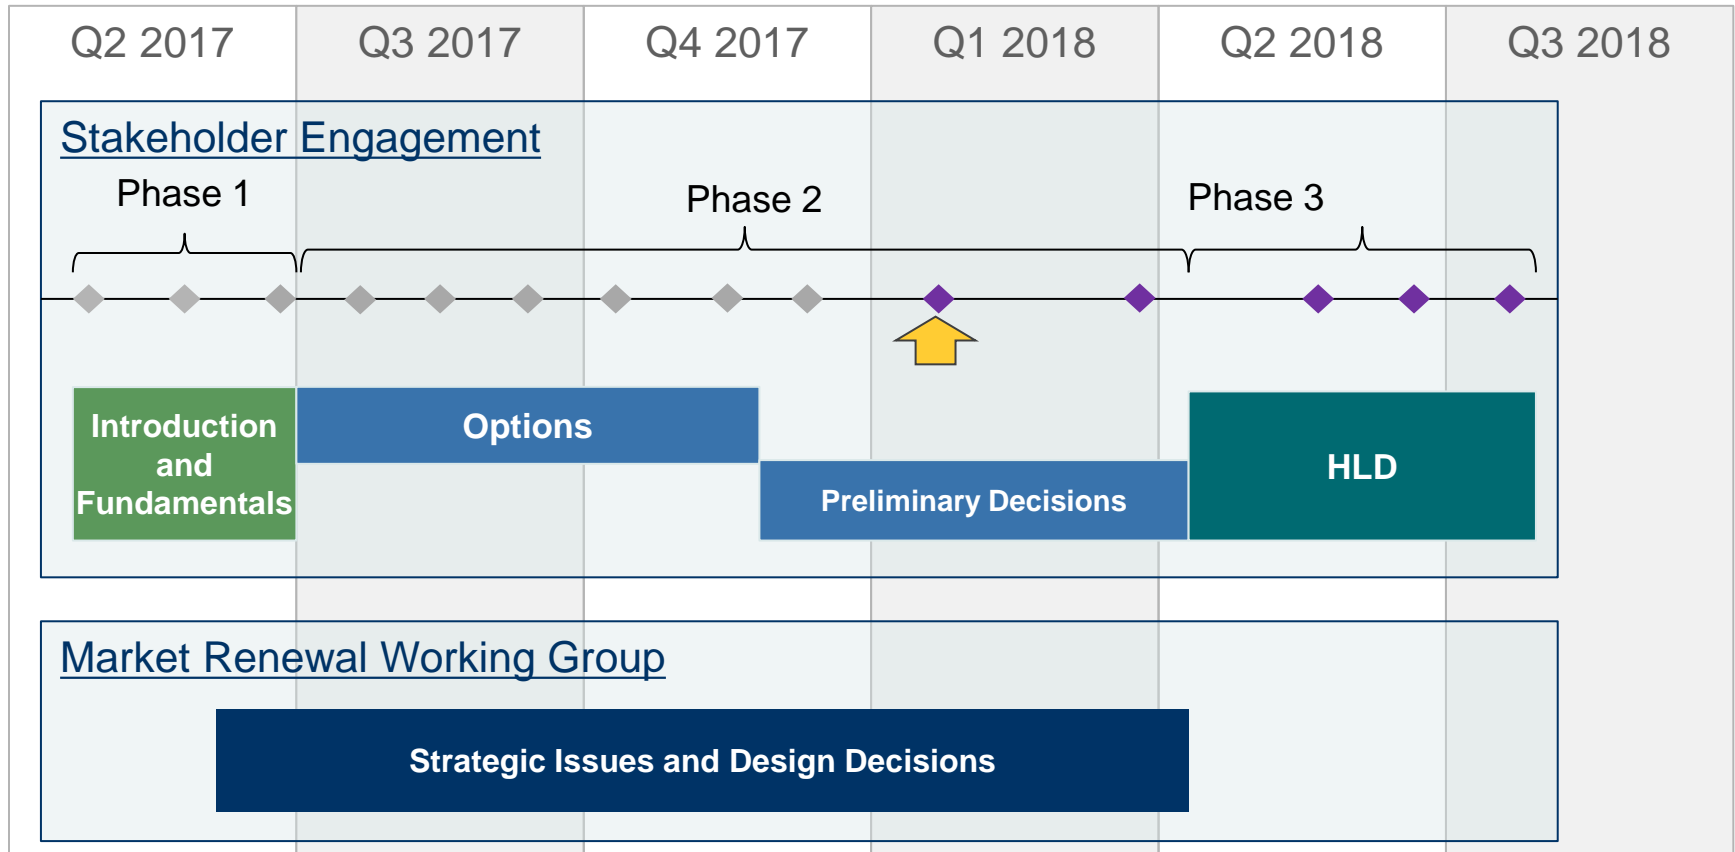 Q2 2017
Q3 2017
Q4 2017
Q1 2018
Q2 2018
Q3 2018
Stakeholder Engagement
Phase 1
Phase 2
Phase 3
Introduction
and
Fundamentals
Options
Preliminary Decisions
HLD
Market Renewal Working Group
Strategic Issues and Design Decisions